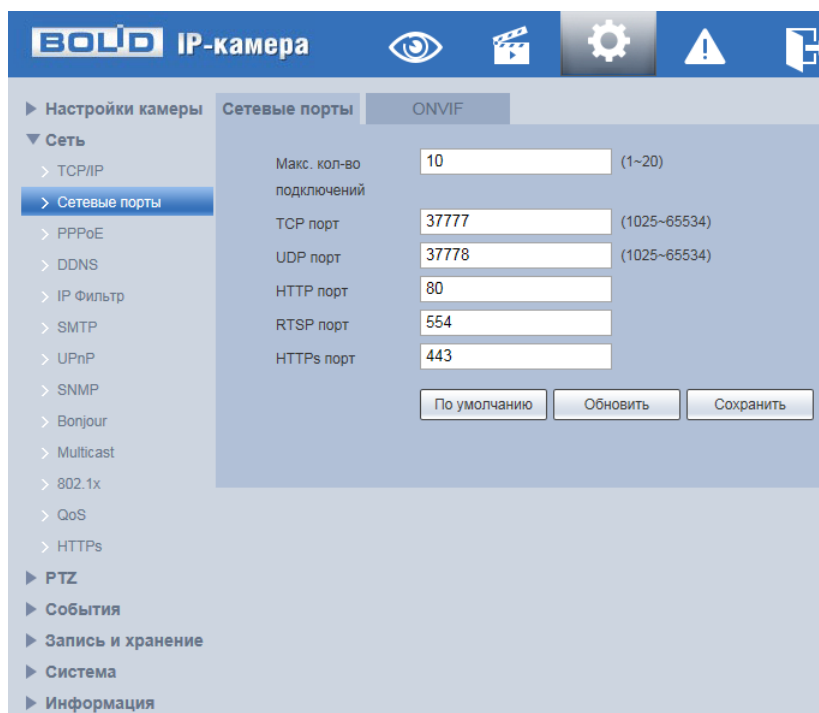 BOLID IP-камера
Настройки камеры
Сеть
TCP/IP
Сетевые порты
PPPoE
DDNS
IP Фильтр
SMTP
UPnP
SNMP
Bonjour
Multicast
802.1x
QoS
HTTPs
PTZ
События
Запись и хранение
Система
Информация
Сетевые порты ONVIF
Макс. кол-во подключений 10 (1~20)
TCP порт 37777 (1025~65534)
UDP порт 37778 (1025~65534)
HTTP порт 80
RTSP порт 554
HTTPs порт 443
По умолчанию Обновить Сохранить